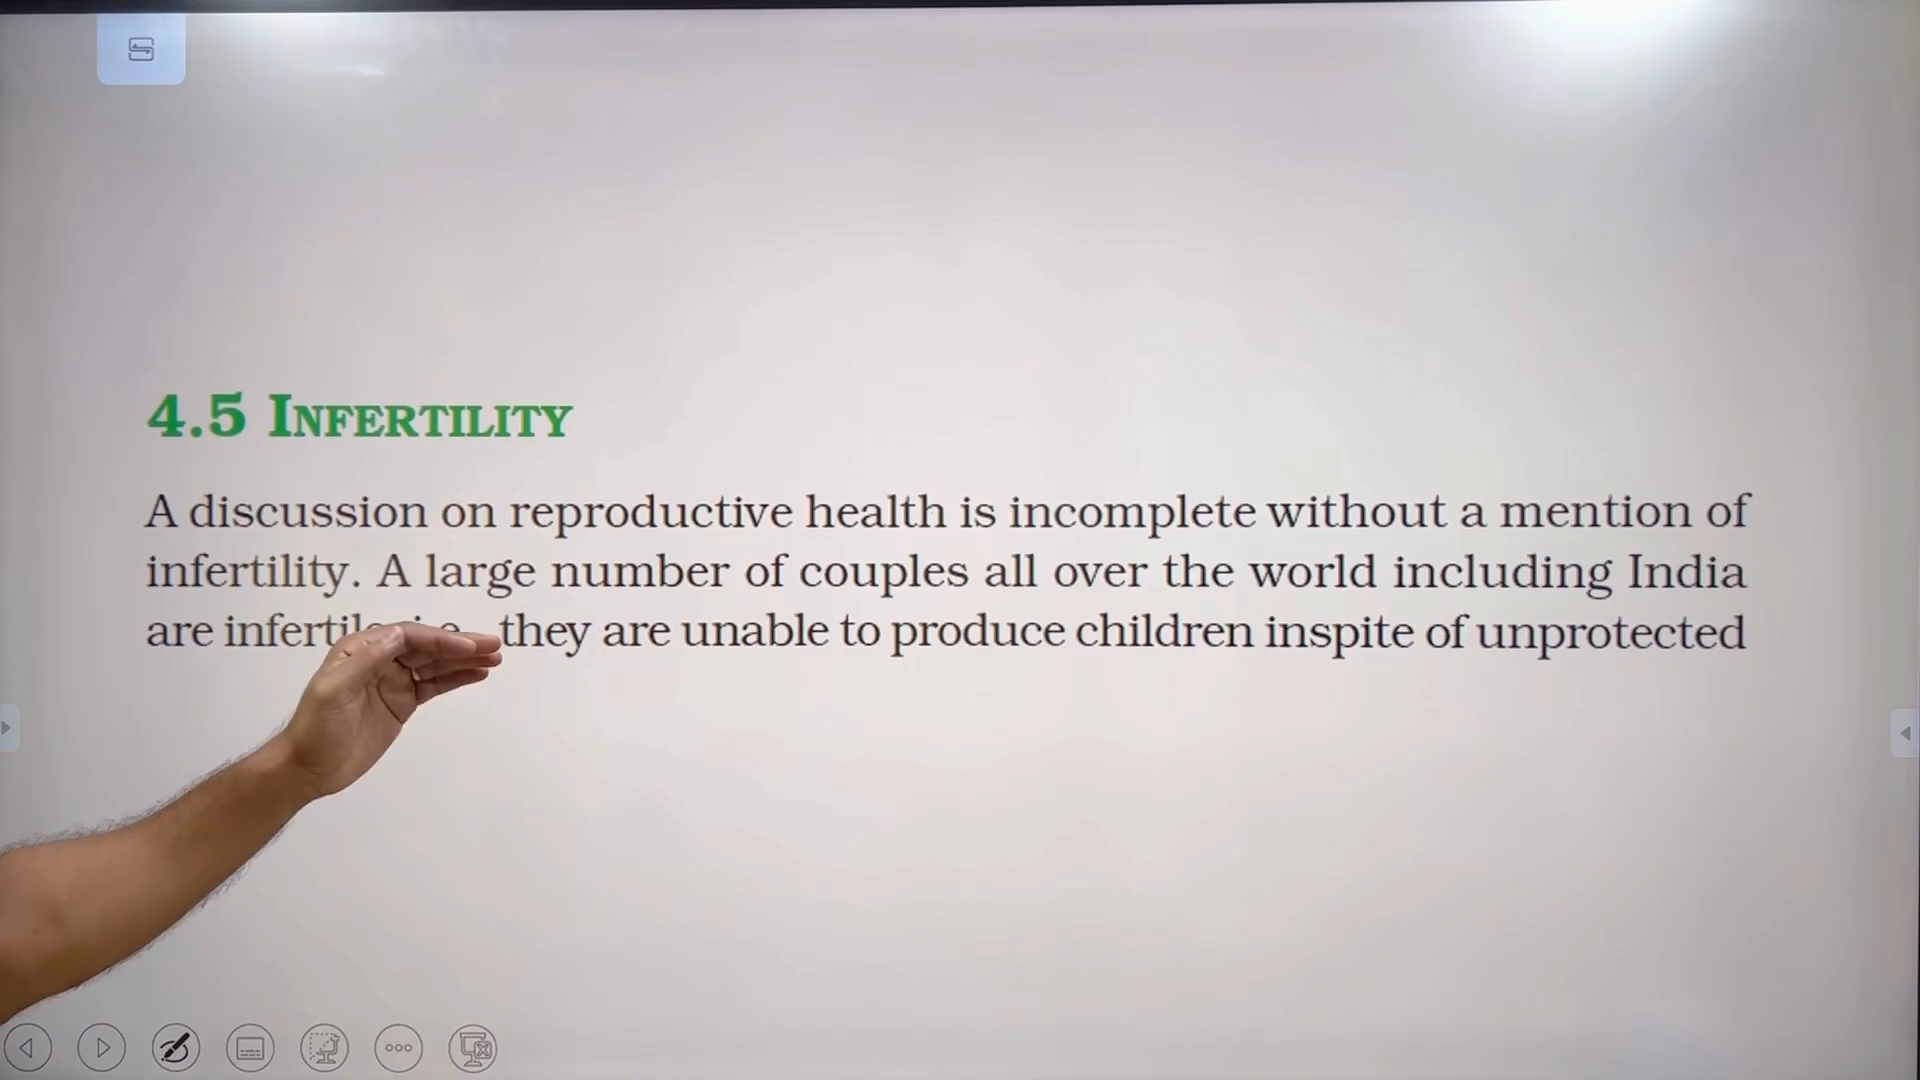 4.5 INFERTILITY
A discussion on reproductive health is incomplete without a mention of
infertility. A large number of couples all over the world including India
are they are unable to produce children inspite of unprotected